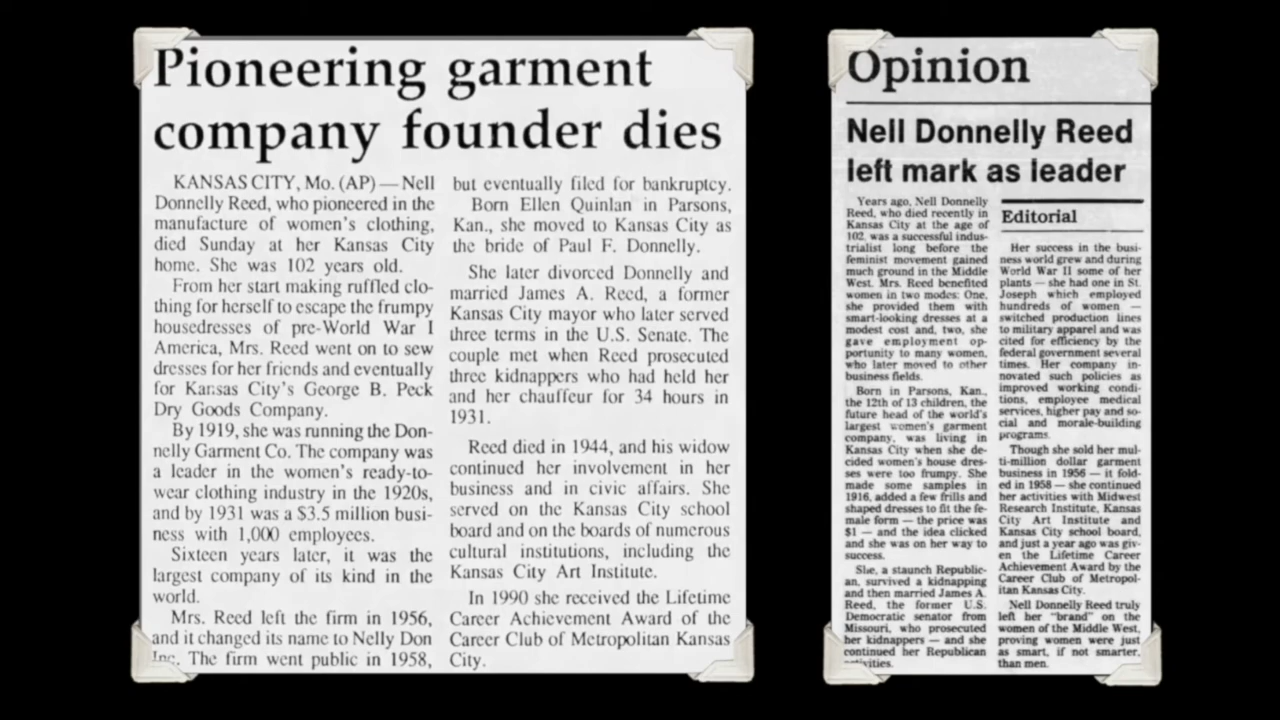 Pioneering garment
company founder dies
KANSAS CITY, Mo. (AP) — Nell
Donnelly Reed, who pioneered in the
manufacture of women's clothing,
died Sunday at her Kansas City
home. She was 102 years old.
From her start making ruffled clo-
thing for herself to escape the frumpy
housedresses of pre-World War I
America, Mrs. Reed went on to sew
dresses for her friends and eventually
for Kansas City's George B. Peck
Dry Goods Company.
By 1919, she was running the Don-
nelly Garment Co. The company was
a leader in the women's ready-to-
wear clothing industry in the 1920s,
and by 1931 was a $3.5 million busi-
ness with 1,000 employees.
Sixteen years later, it was the
largest company of its kind in the
world.
Mrs. Reed left the firm in 1956,
and it changed its name to Nelly Don
Inc. The firm went public in 1958,
but eventually filed for bankruptcy.
Born Ellen Quinlan in Parsons,
Kan., she moved to Kansas City as
the bride of Paul F. Donnelly.
She later divorced Donnelly and
married James A. Reed, a former
Kansas City mayor who later served
three terms in the U.S. Senate. The
couple met when Reed prosecuted
three kidnappers who had held her
and her chauffeur for 34 hours in
1931.
Reed died in 1944, and his widow
continued her involvement in her
business and in civic affairs. She
served on the Kansas City school
board and on the boards of numerous
cultural institutions, including the
Kansas City Art Institute.
In 1990 she received the Lifetime
Career Achievement Award of the
Career Club of Metropolitan Kansas
City.
Opinion
Nell Donnelly Reed
left mark as leader
Years ago, Nell Donnelly
Reed, who died recently in
Kansas City at the age of
102, was a successful indus-
trialist long before the
feminist movement gained
much ground in the Middle
West. Mrs. Reed benefited
women in two modes: One,
she provided them with
smart-looking dresses at a
modest cost and, two, she
gave employment op-
portunity to many women,
who later moved to other
business fields.
Born in Parsons, Kan.,
the 12th of 13 children, the
future head of the world's
largest women's garment
company, was living in
Kansas City when she de-
cided women's house dres-
ses were too frumpy. She
made some samples in
1916, added a few frills and
shaped dresses to fit the fe-
male form — the price was
$1 — and the idea clicked
and she was on her way to
success.
She, a staunch Republic-
an, survived a kidnapping
and then married James A.
Reed, the former U.S.
Democratic senator from
Missouri, who prosecuted
her kidnappers — and she
continued her Republican
activities.
Editorial
Her success in the busi-
ness world grew and during
World War II some of her
plants — she had one in St.
Joseph which employed
hundreds of women —
switched production lines
to military apparel and was
cited for efficiency by the
federal government several
times. Her company in-
novated such policies as
improved working condi-
tions, employee medical
services, higher pay and so-
cial and morale-building
programs.
Though she sold her mul-
ti-million dollar garment
business in 1956 — it fold-
ed in 1958 — she continued
her activities with Midwest
Research Institute, Kansas
City Art Institute and
Kansas City school board,
and just a year ago was giv-
en the Lifetime Career
Achievement Award by the
Career Club of Metropol-
itan Kansas City.
Nell Donnelly Reed truly
left her "brand" on the
women of the Middle West,
proving women were just
as smart, if not smarter,
than men.